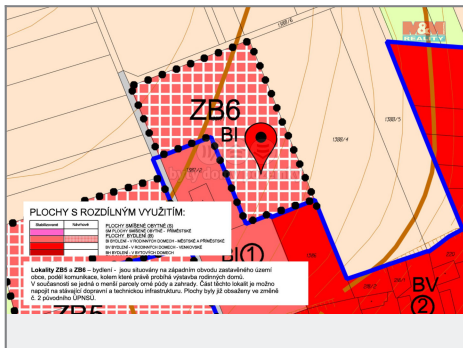 1388/6
M&M
REALITY
ZB6
BI
1388/5
1388/4
PLOCHY S ROZDÍLNÝM VYUŽITÍM:
Stabilizované
Návrhové
PLOCHY SMÍŠENÉ OBYTNÉ (S)
SM PLOCHY SMÍŠENÉ OBYTNÉ - PŘÍMĚSTSKÉ
PLOCHY BYDLENÍ (B)
BI BYDLENÍ - V RODINNÝCH DOMECH - MĚSTSKÉ A PŘÍMĚSTSKÉ
BV BYDLENÍ - V RODINNÝCH DOMECH - VENKOVSKÉ
BH BYDLENÍ - V BYTOVÝCH DOMECH
BI 1
Lokality ZB5 a ZB6 – bydlení - jsou situovány na západním obvodu zastavěného území
obce, podél komunikace, kolem které právě probíhá výstavba rodinných domů.
V současnosti se jedná o menší parcely orné půdy a zahrady. Část těchto lokalit je možno
napojit na stávající dopravní a technickou infrastrukturu. Plochy byly již obsaženy ve změně
č. 2 původního ÚPNSÚ.
BV
2
ZB5